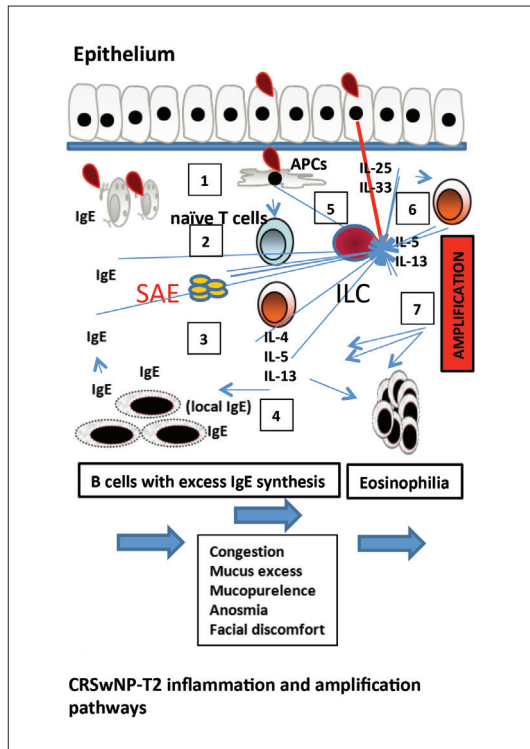 Epithelium
1
APCs
IL-25
IL-33
IgE
naïve T cells
5
6
2
IL-5
IL-13
IgE
SAE
ILC
AMPLIFICATION
7
IgE
3
IL-4
IL-5
IL-13
IgE
IgE
(local IgE)
IgE
4
B cells with excess IgE synthesis
Eosinophilia
Congestion
Mucus excess
Mucopurelence
Anosmia
Facial discomfort
CRSwNP-T2 inflammation and amplification
pathways